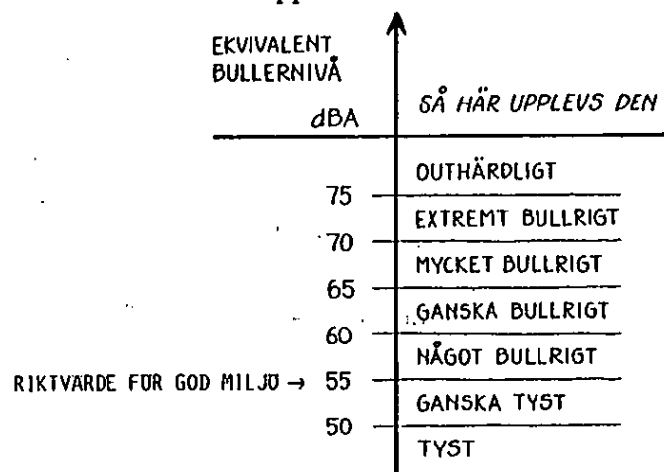 EKVIVALENT
BULLERNIVÅ
dBA
SÅ HÄR UPPLEVS DEN
OUTHÄRDLIGT
75
EXTREMT BULLRIGT
70
MYCKET BULLRIGT
65
GANSKA BULLRIGT
60
NÅGOT BULLRIGT
RIKTVÄRDE FÖR GOD MILJÖ → 55
GANSKA TYST
50
TYST